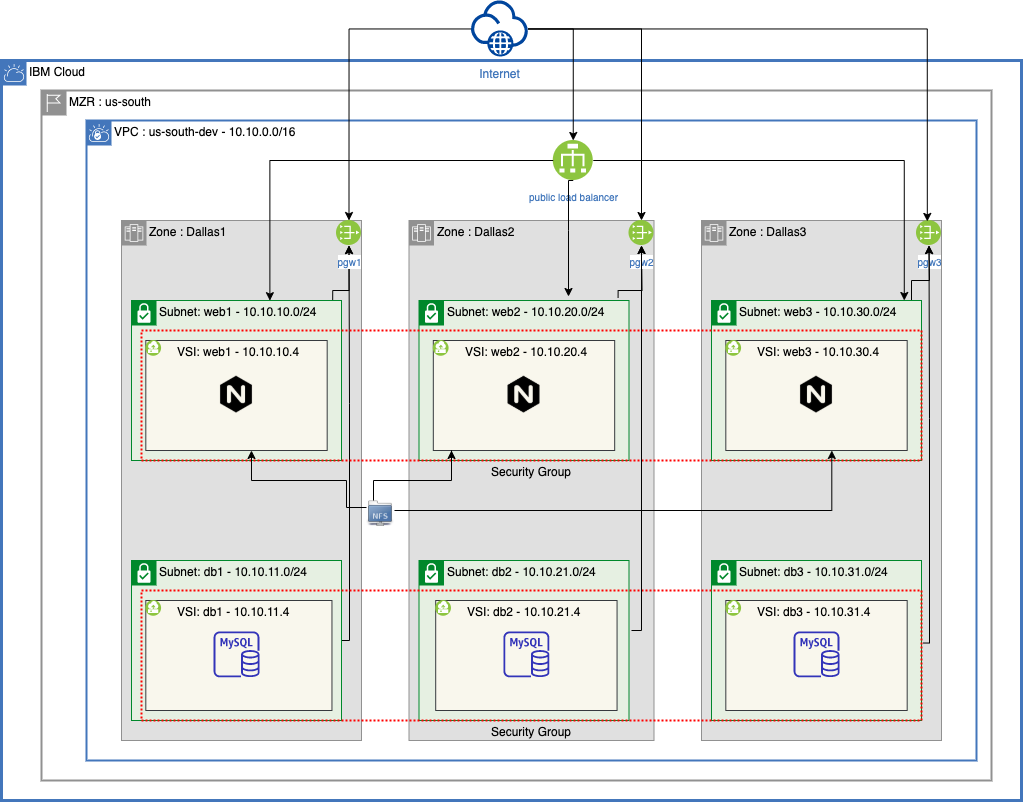 Internet
IBM Cloud
MZR : us-south
VPC : us-south-dev - 10.10.0.0/16
public load balancer
Zone : Dallas1
Zone : Dallas2
Zone : Dallas3
pgw1
pgw2
pgw3
Subnet: web1 - 10.10.10.0/24
Subnet: web2 - 10.10.20.0/24
Subnet: web3 - 10.10.30.0/24
VSI: web1 - 10.10.10.4
VSI: web2 - 10.10.20.4
VSI: web3 - 10.10.30.4
N
N
N
Security Group
NFS
Subnet: db1 - 10.10.11.0/24
Subnet: db2 - 10.10.21.0/24
Subnet: db3 - 10.10.31.0/24
VSI: db1 - 10.10.11.4
VSI: db2 - 10.10.21.4
VSI: db3 - 10.10.31.4
MySQL
MySQL
MySQL
Security Group